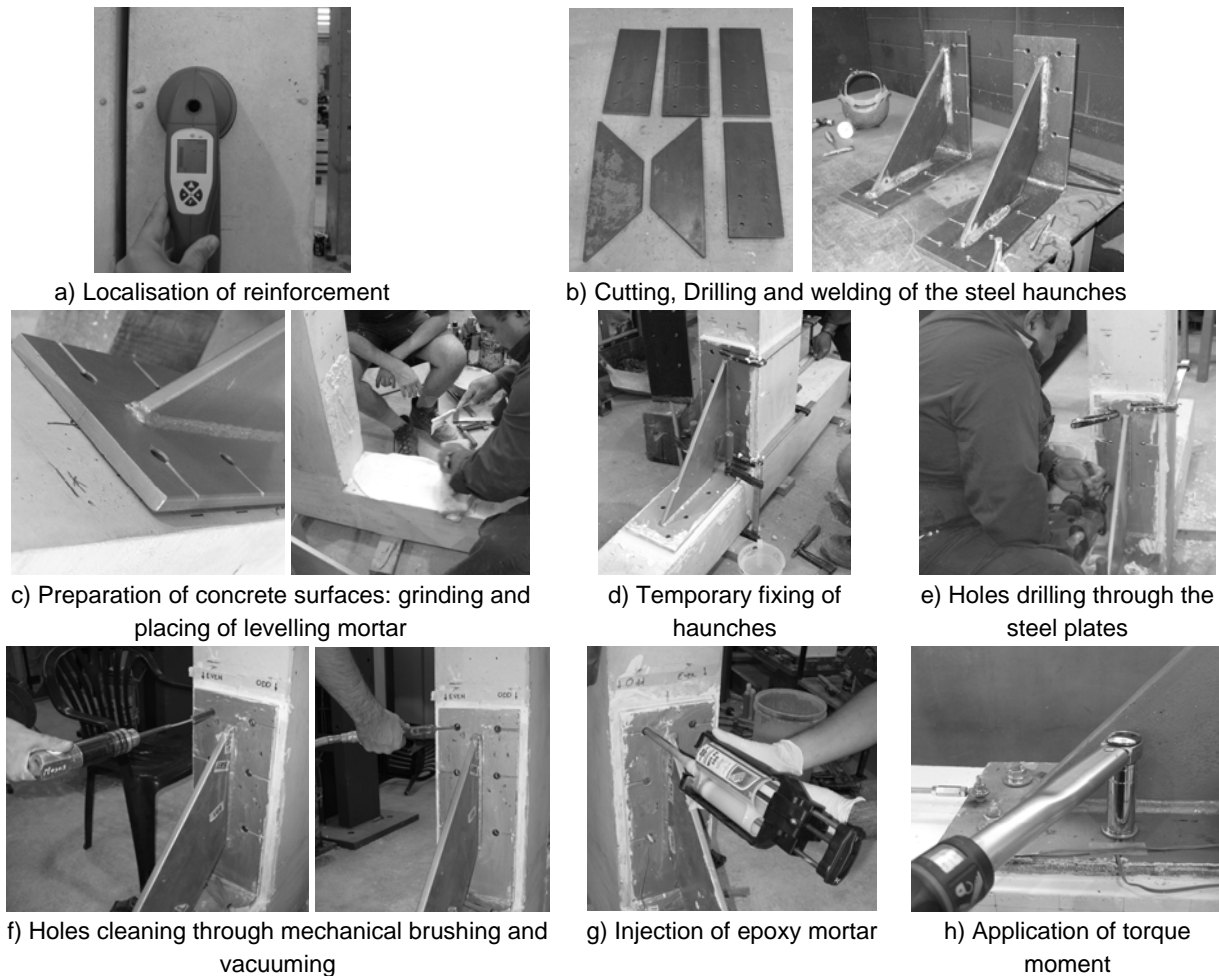 a) Localisation of reinforcement
b) Cutting, Drilling and welding of the steel haunches
c) Preparation of concrete surfaces: grinding and
placing of levelling mortar
d) Temporary fixing of
haunches
e) Holes drilling through the
steel plates
EVEN
ODD
EVEN
ODD
Odd
Even
f) Holes cleaning through mechanical brushing and
vacuuming
g) Injection of epoxy mortar
h) Application of torque
moment